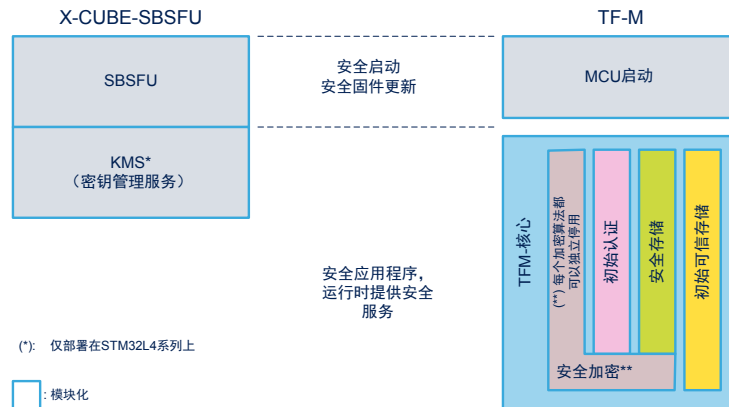 X-CUBE-SBSFU
TF-M
SBSFU
安全启动
安全固件更新
MCU启动
KMS*
（密钥管理服务）
安全应用程序，
运行时提供安全
服务
TFM-核心
(**) 每个加密算法都
可以独立停用
初始认证
安全存储
初始可信存储
安全加密**
(*): 仅部署在STM32L4系列上
: 模块化